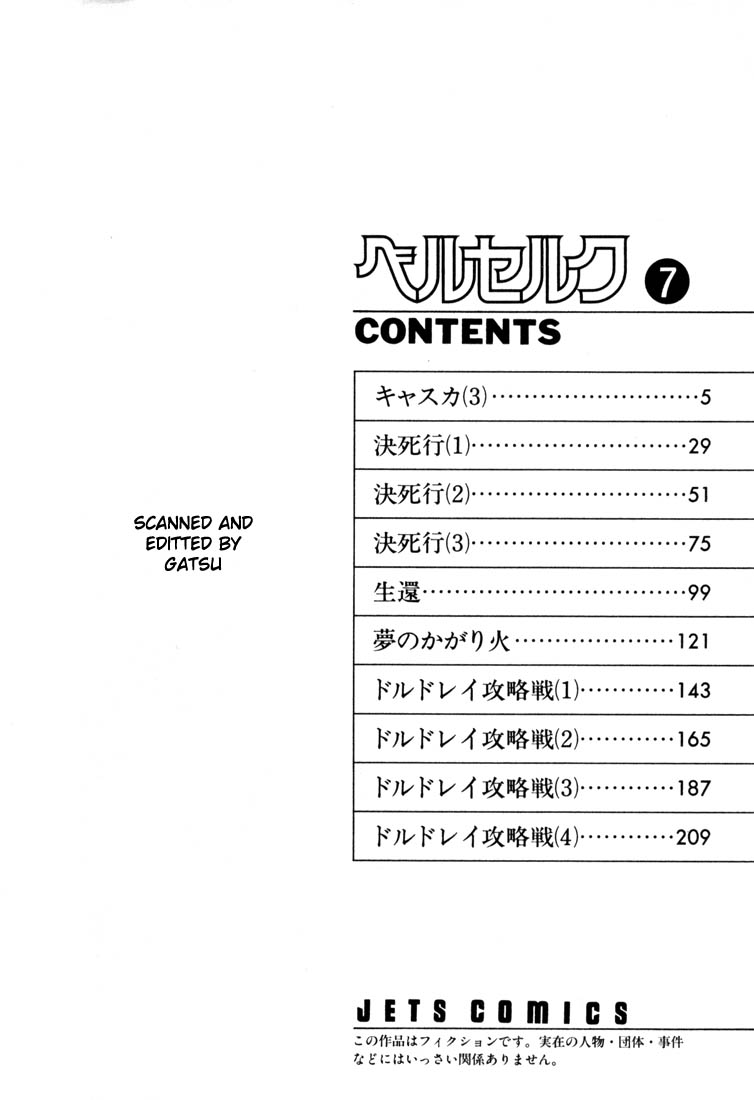 ベルセルク 7
CONTENTS
キャスカ(3)··························5
決死行(1)···························29
決死行(2)···························51
決死行(3)···························75
生還·································99
夢のかがり火····················121
ドルドレイ攻略戦(1)············143
ドルドレイ攻略戦(2)············165
ドルドレイ攻略戦(3)············187
ドルドレイ攻略戦(4)············209
SCANNED AND
EDITTED BY
GATSU
JETS COMICS
この作品はフィクションです。実在の人物・団体・事件
などにはいっさい関係ありません。